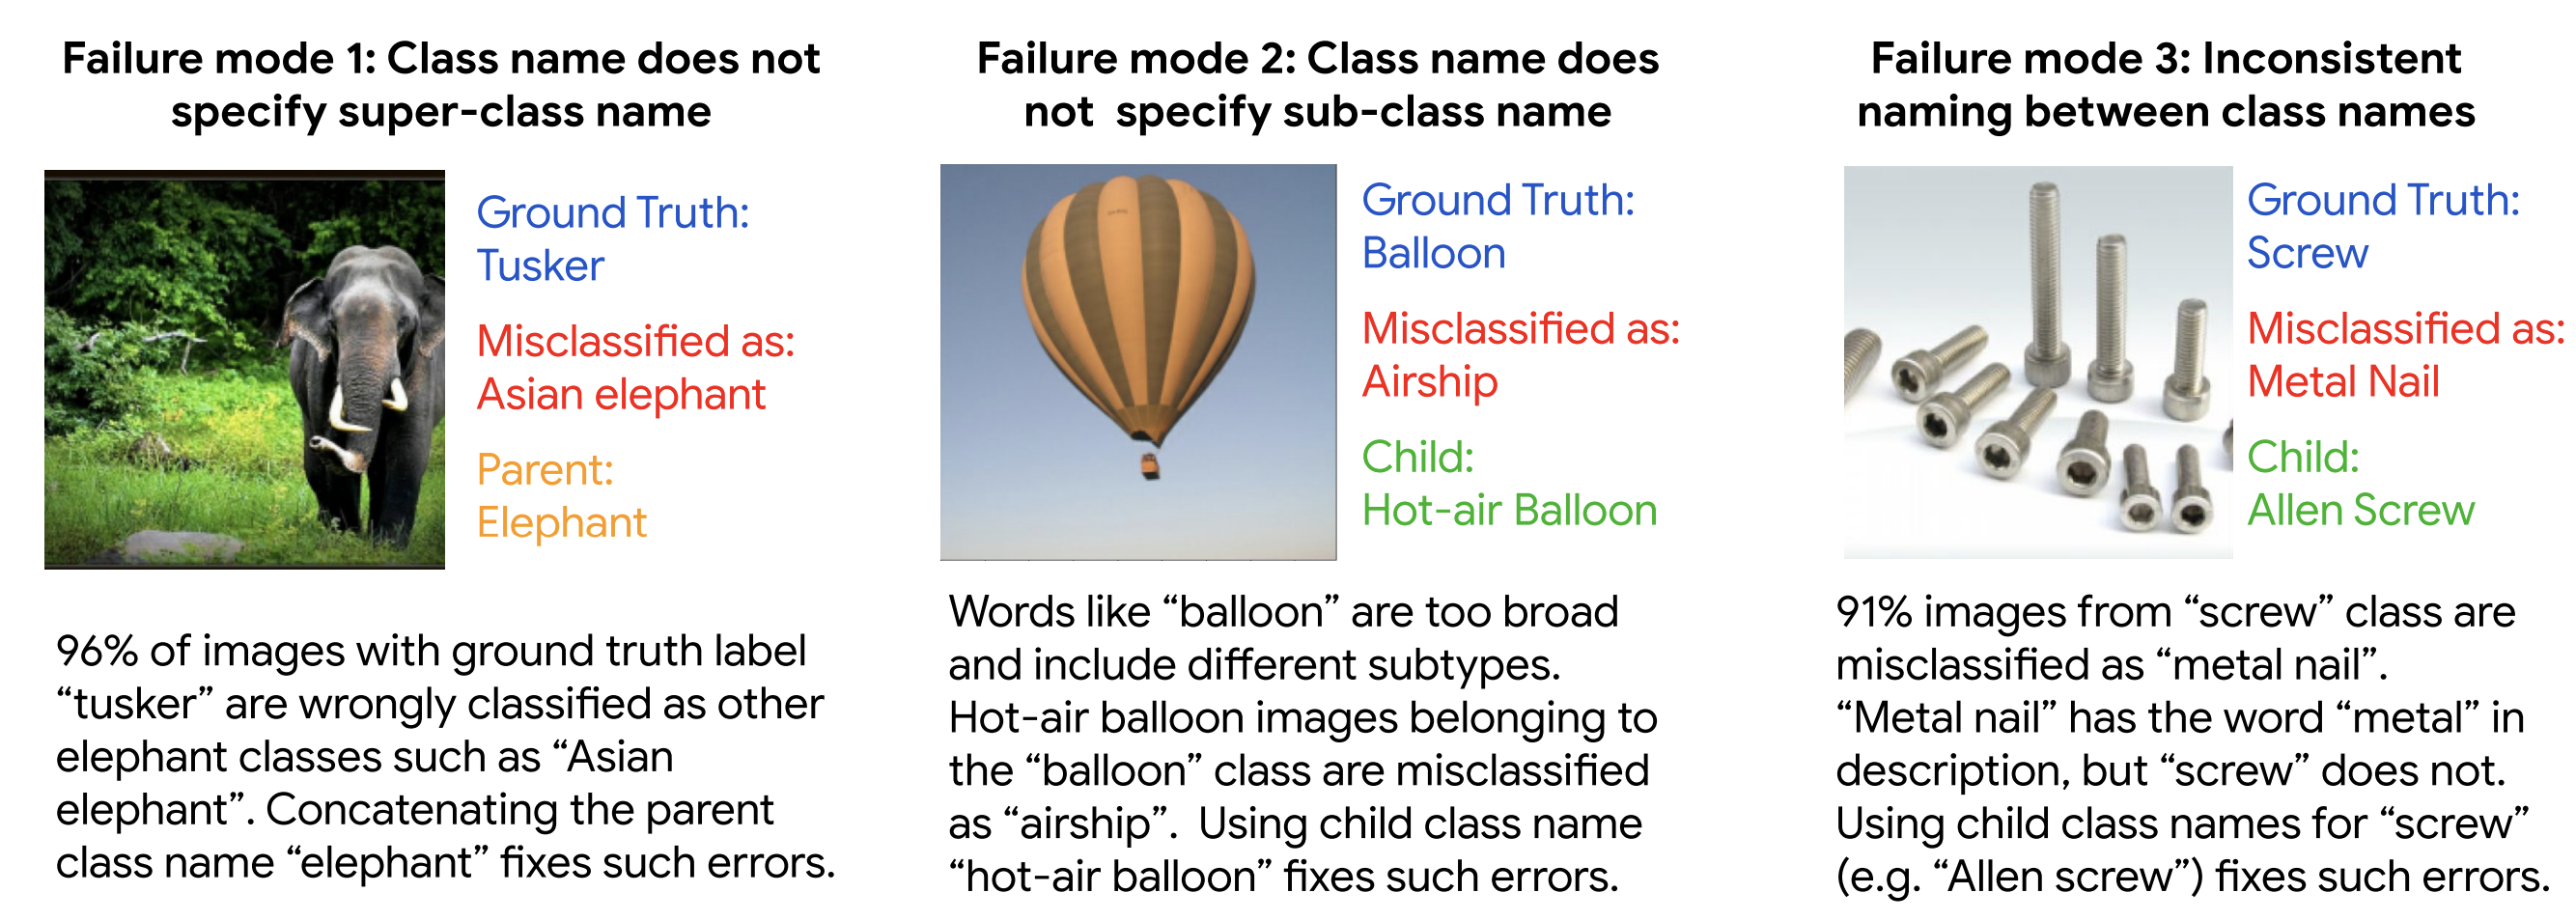 Failure mode 1: Class name does not
specify super-class name
Ground Truth:
Tusker
Misclassified as:
Asian elephant
Parent:
Elephant
96% of images with ground truth label
“tusker” are wrongly classified as other
elephant classes such as “Asian
elephant”. Concatenating the parent
class name “elephant” fixes such errors.
Failure mode 2: Class name does
not specify sub-class name
Ground Truth:
Balloon
Misclassified as:
Airship
Child:
Hot-air Balloon
Words like “balloon” are too broad
and include different subtypes.
Hot-air balloon images belonging to
the “balloon” class are misclassified
as “airship”. Using child class name
“hot-air balloon” fixes such errors.
Failure mode 3: Inconsistent
naming between class names
Ground Truth:
Screw
Misclassified as:
Metal Nail
Child:
Allen Screw
91% images from “screw” class are
misclassified as “metal nail”.
“Metal nail” has the word “metal” in
description, but “screw” does not.
Using child class names for “screw”
(e.g. “Allen screw”) fixes such errors.